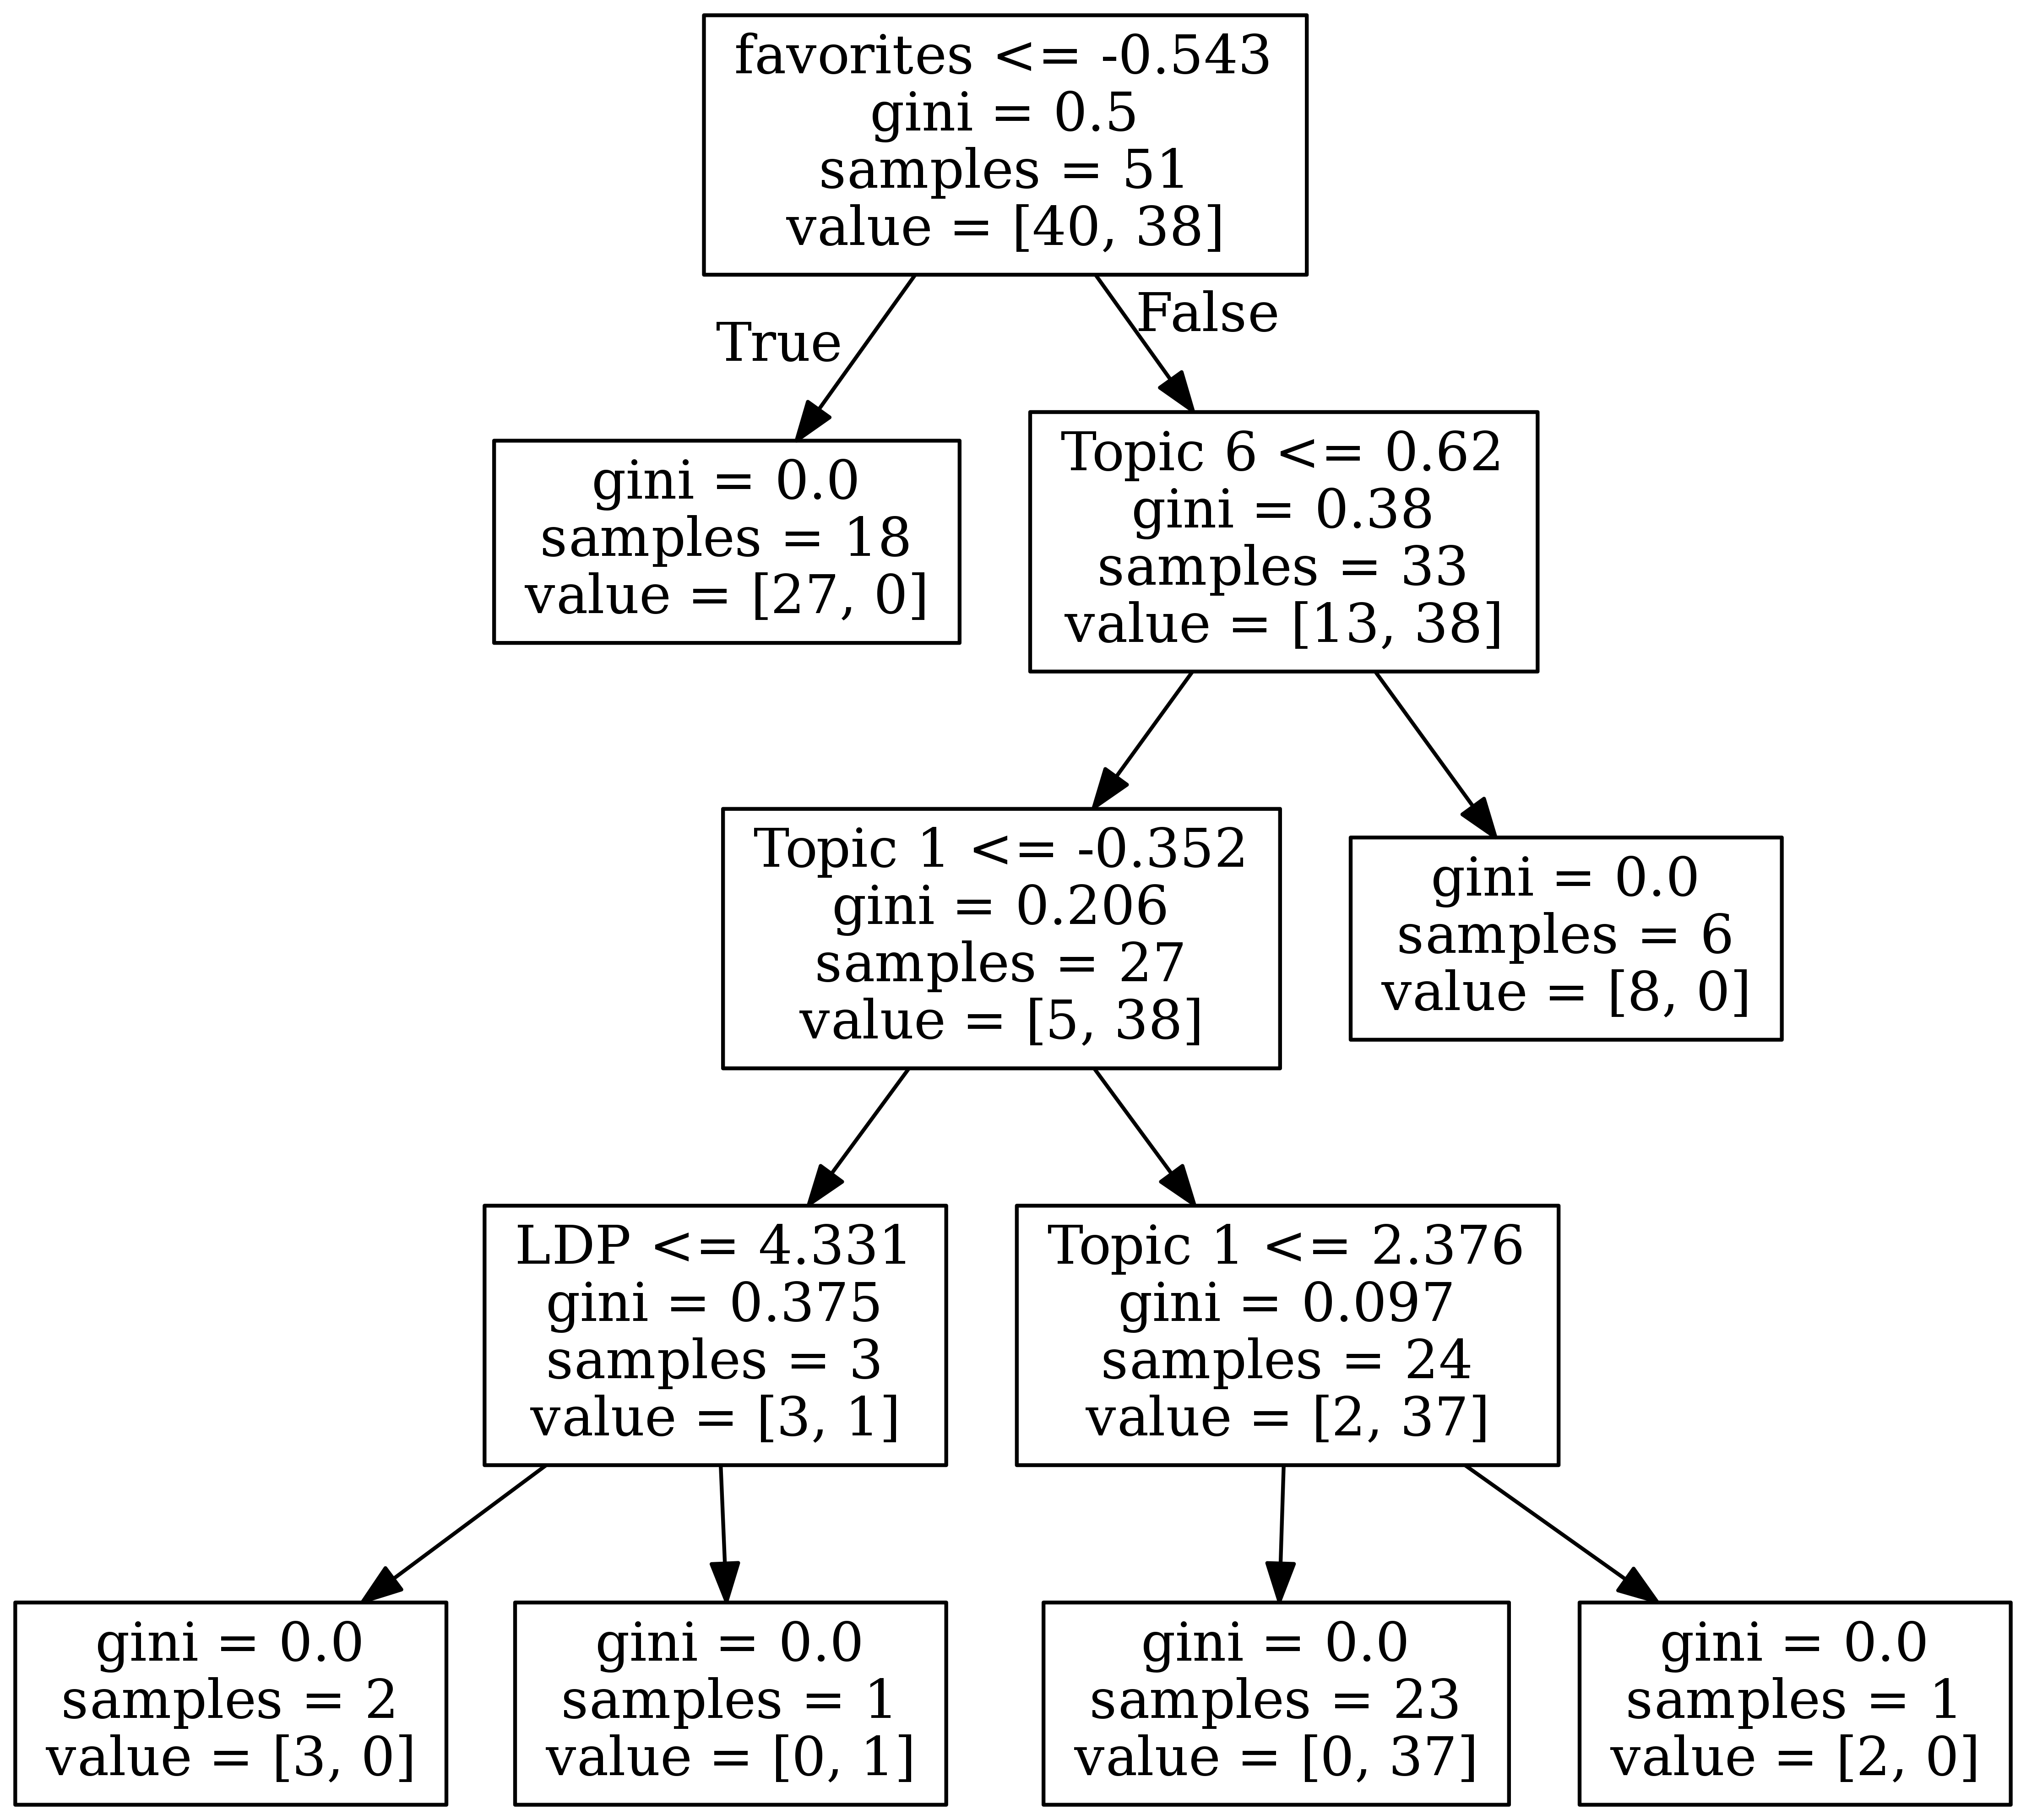 favorites <= -0.543
gini = 0.5
samples = 51
value = [40, 38]
True
False
gini = 0.0
samples = 18
value = [27, 0]
Topic 6 <= 0.62
gini = 0.38
samples = 33
value = [13, 38]
Topic 1 <= -0.352
gini = 0.206
samples = 27
value = [5, 38]
gini = 0.0
samples = 6
value = [8, 0]
LDP <= 4.331
gini = 0.375
samples = 3
value = [3, 1]
Topic 1 <= 2.376
gini = 0.097
samples = 24
value = [2, 37]
gini = 0.0
samples = 2
value = [3, 0]
gini = 0.0
samples = 1
value = [0, 1]
gini = 0.0
samples = 23
value = [0, 37]
gini = 0.0
samples = 1
value = [2, 0]